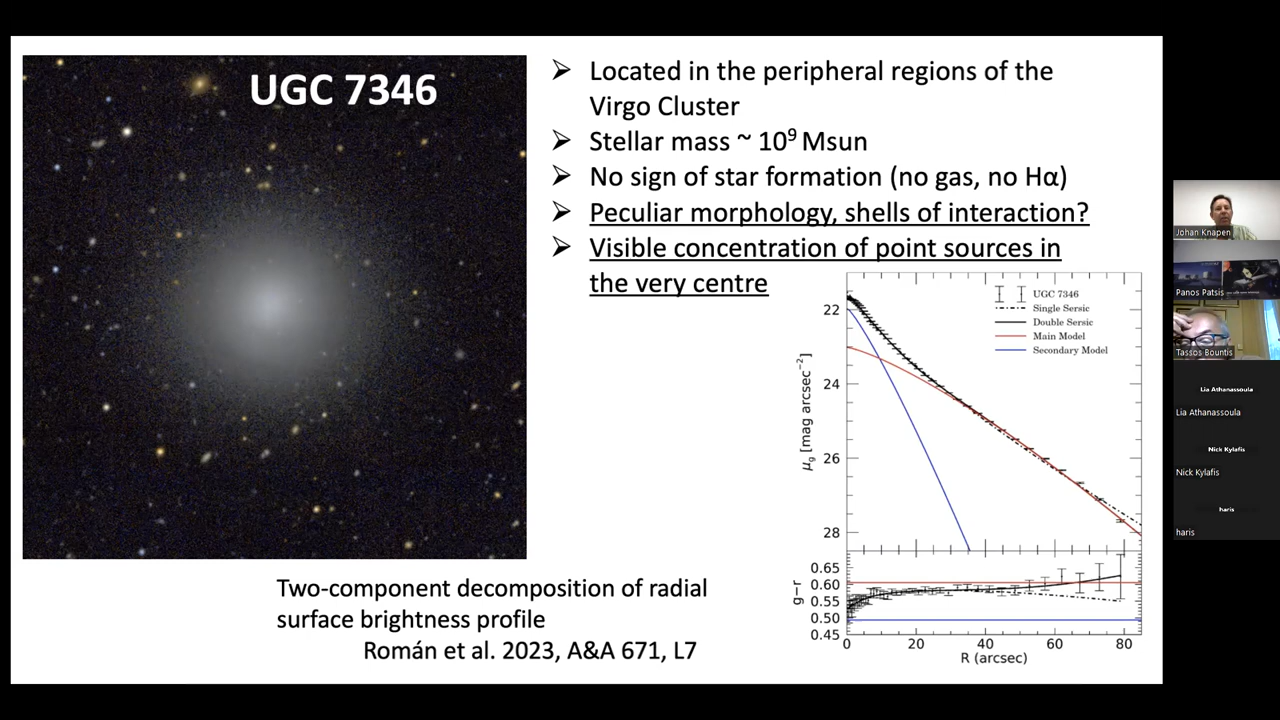 UGC 7346
➢ Located in the peripheral regions of the
Virgo Cluster
➢ Stellar mass ~ 10⁹ Msun
➢ No sign of star formation (no gas, no Hα)
➢ Peculiar morphology, shells of interaction?
➢ Visible concentration of point sources in
the very centre
UGC 7346
Single Sersic
Double Sersic
Main Model
Secondary Model
μg [mag arcsec⁻²]
22
24
26
28
g−r
0.65
0.60
0.55
0.50
0.45
0 20 40 60 80
R (arcsec)
Two-component decomposition of radial
surface brightness profile
Román et al. 2023, A&A 671, L7
Johan Knapen
Panos Patsis
Tassos Bountis
Lia Athanassoula
Lia Athanassoula
Nick Kylafis
Nick Kylafis
haris
haris